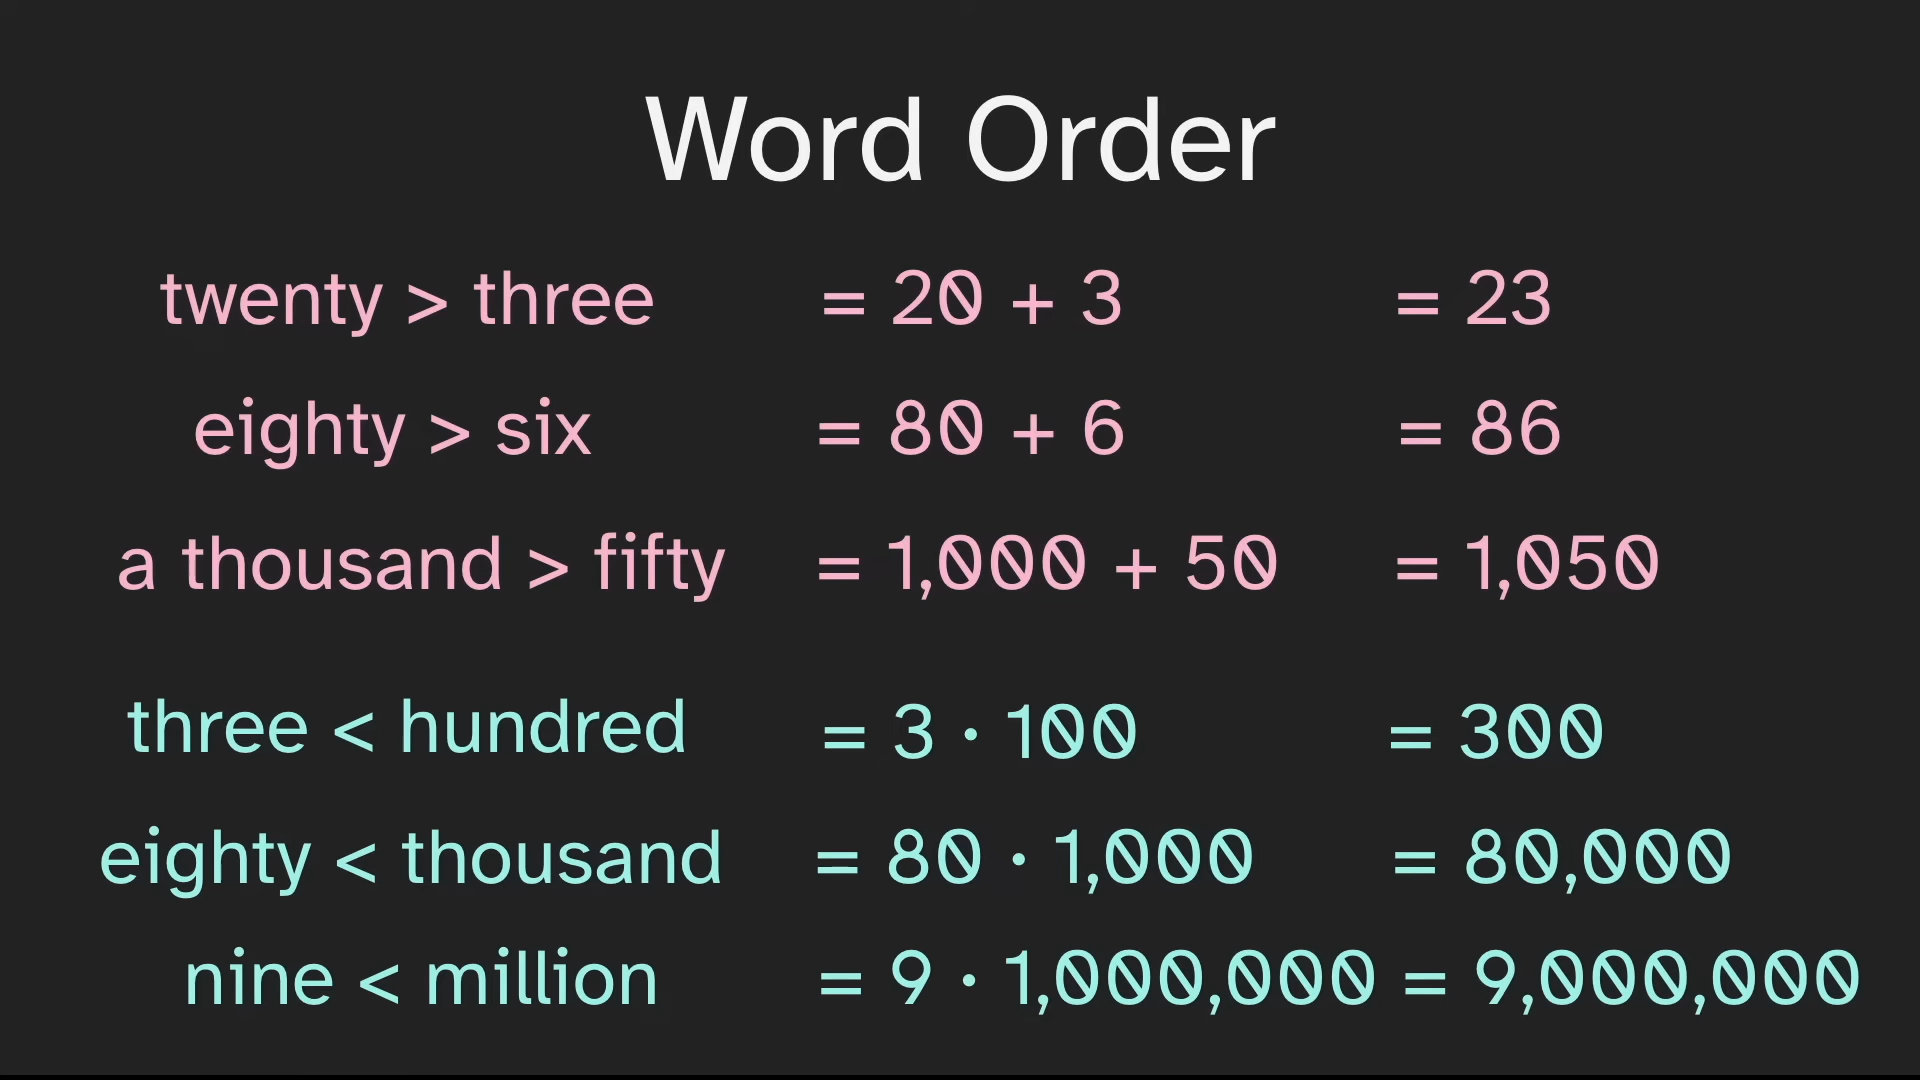 Word Order
twenty > three = 20 + 3 = 23
eighty > six = 80 + 6 = 86
a thousand > fifty = 1,000 + 50 = 1,050
three < hundred = 3 · 100 = 300
eighty < thousand = 80 · 1,000 = 80,000
nine < million = 9 · 1,000,000 = 9,000,000